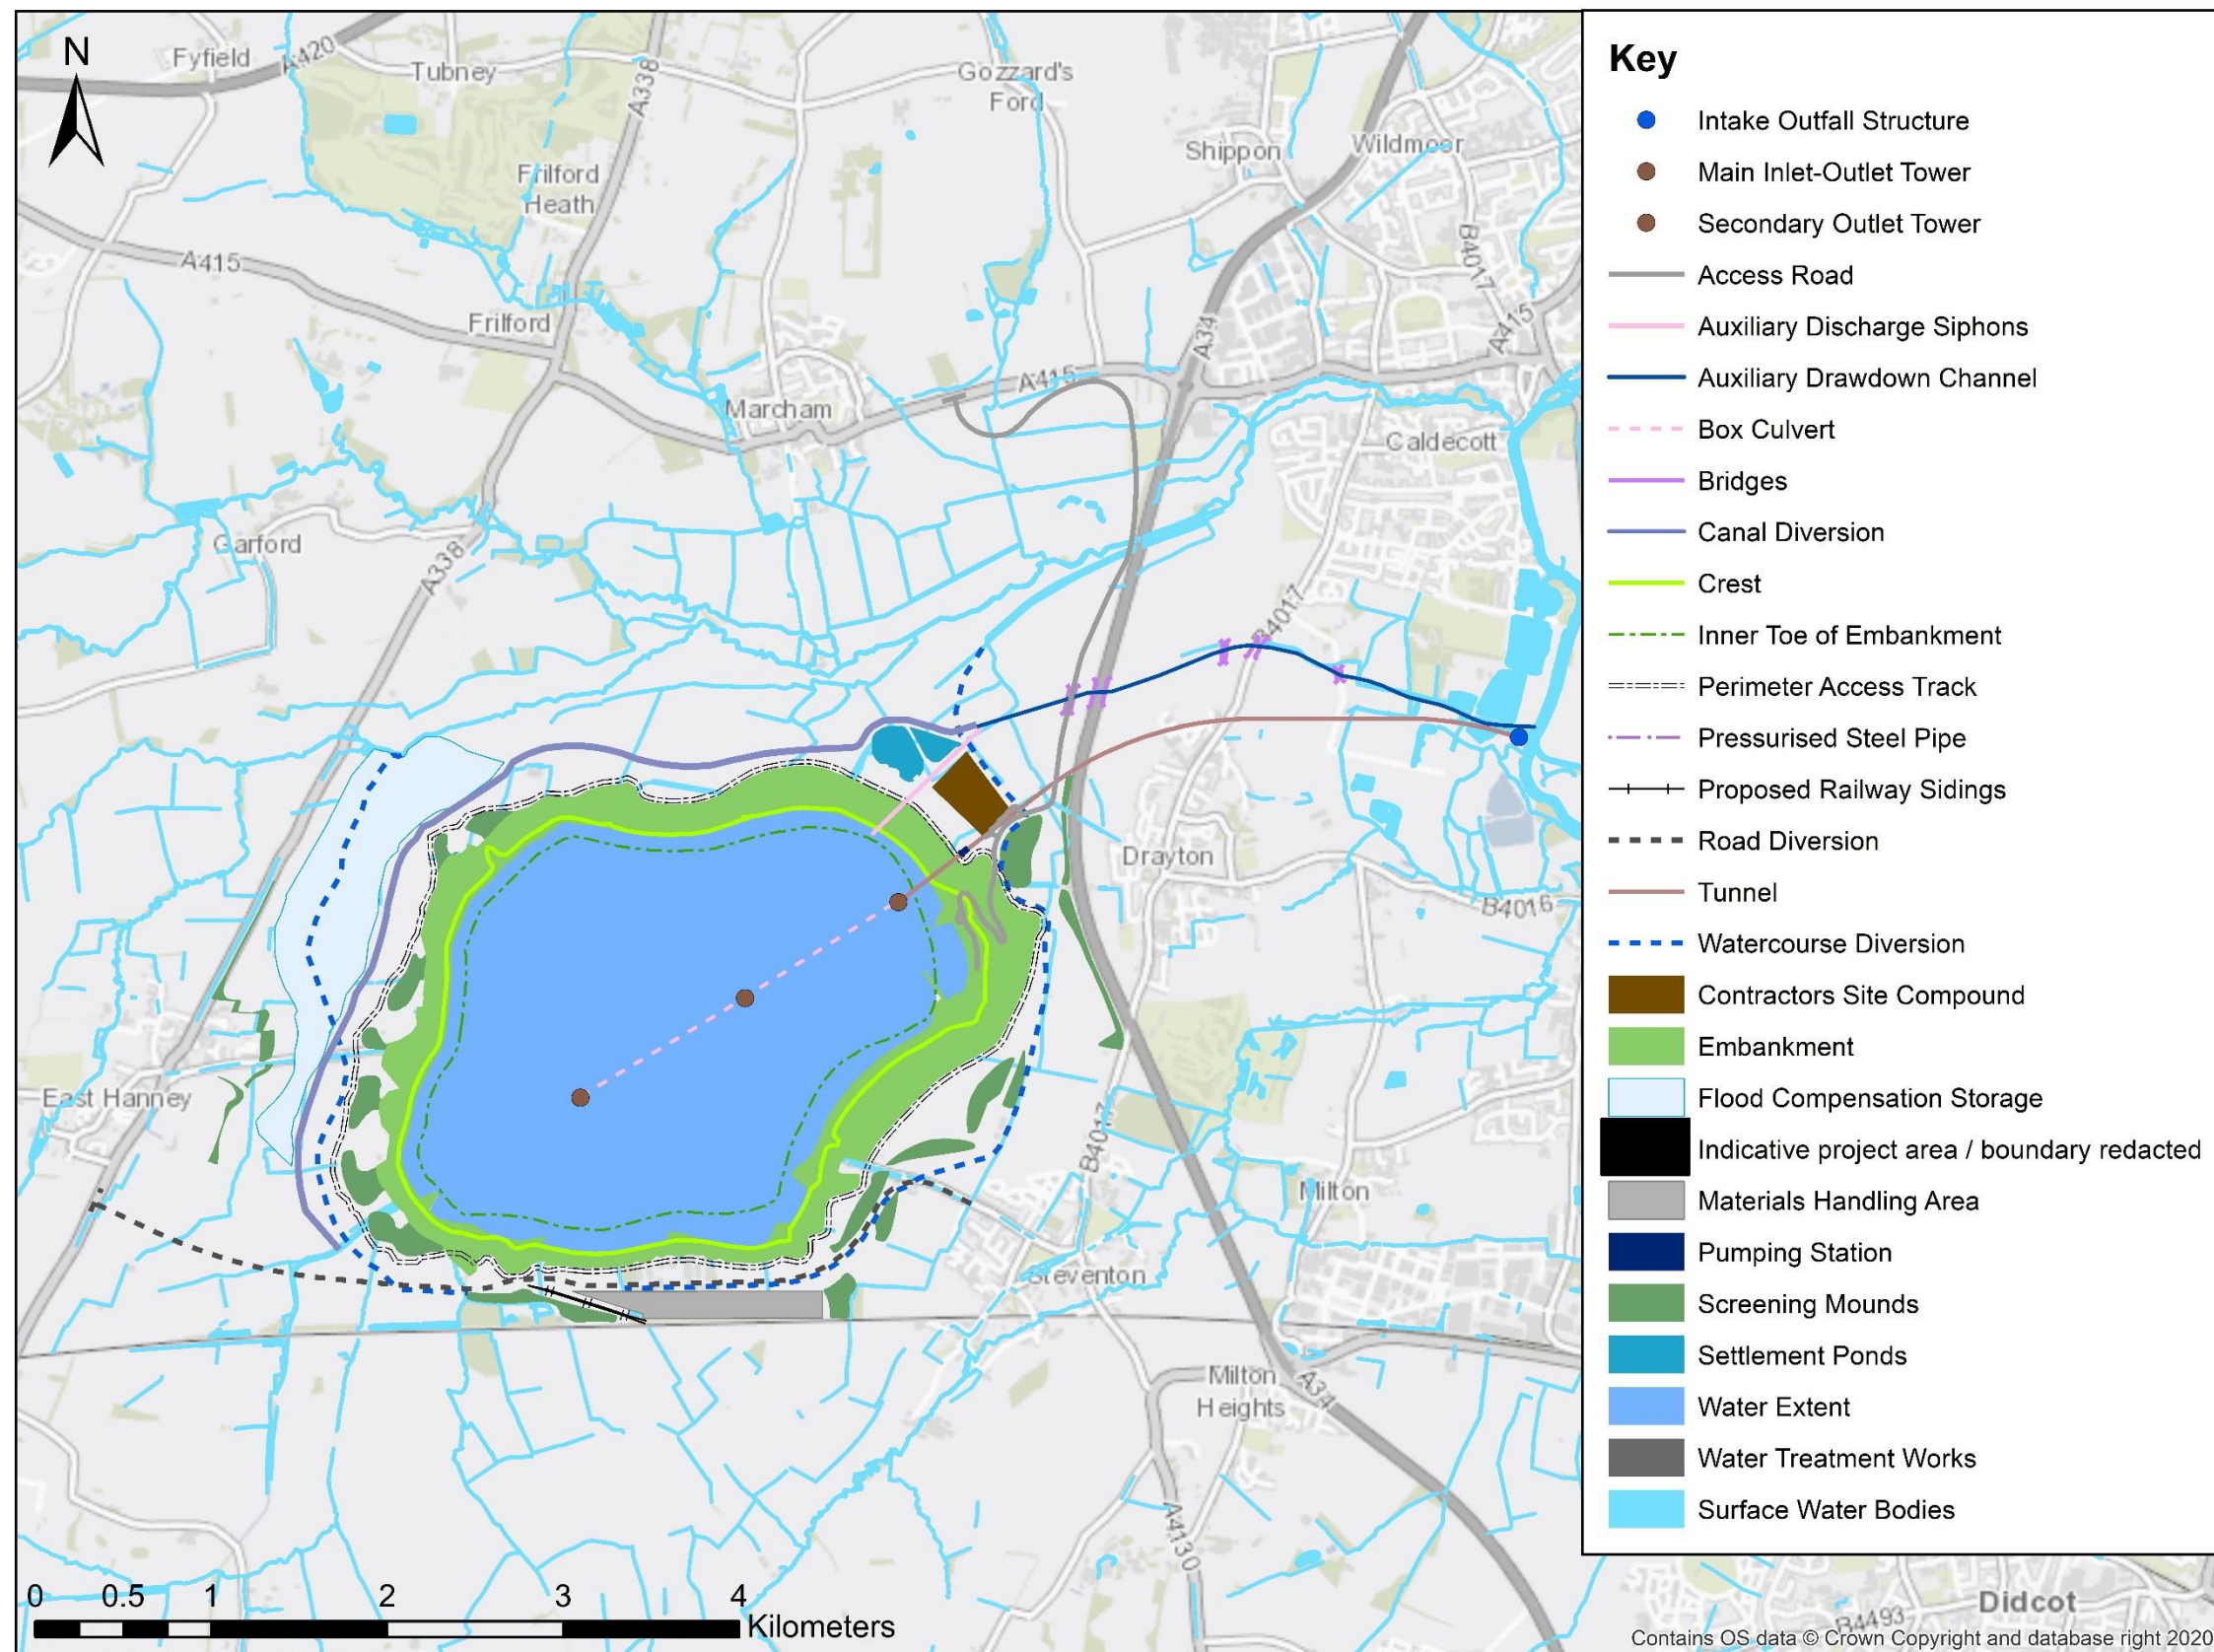 N
Fyfield
A420
Tubney
A338
Gozzard's
Ford
Frilford
Heath
Shippon
Wildmoor
B4017
A415
A415
Frilford
A34
A415
Marcham
A415
Caldecott
Garford
A338
B4017
Drayton
B4016
East Hanney
B4017
Milton
Steventon
Milton
Heights
A34
A4130
Didcot
B4493
0 0.5 1 2 3 4
Kilometers
Key
Intake Outfall Structure
Main Inlet-Outlet Tower
Secondary Outlet Tower
Access Road
Auxiliary Discharge Siphons
Auxiliary Drawdown Channel
Box Culvert
Bridges
Canal Diversion
Crest
Inner Toe of Embankment
Perimeter Access Track
Pressurised Steel Pipe
Proposed Railway Sidings
Road Diversion
Tunnel
Watercourse Diversion
Contractors Site Compound
Embankment
Flood Compensation Storage
Indicative project area / boundary redacted
Materials Handling Area
Pumping Station
Screening Mounds
Settlement Ponds
Water Extent
Water Treatment Works
Surface Water Bodies
Contains OS data © Crown Copyright and database right 2020